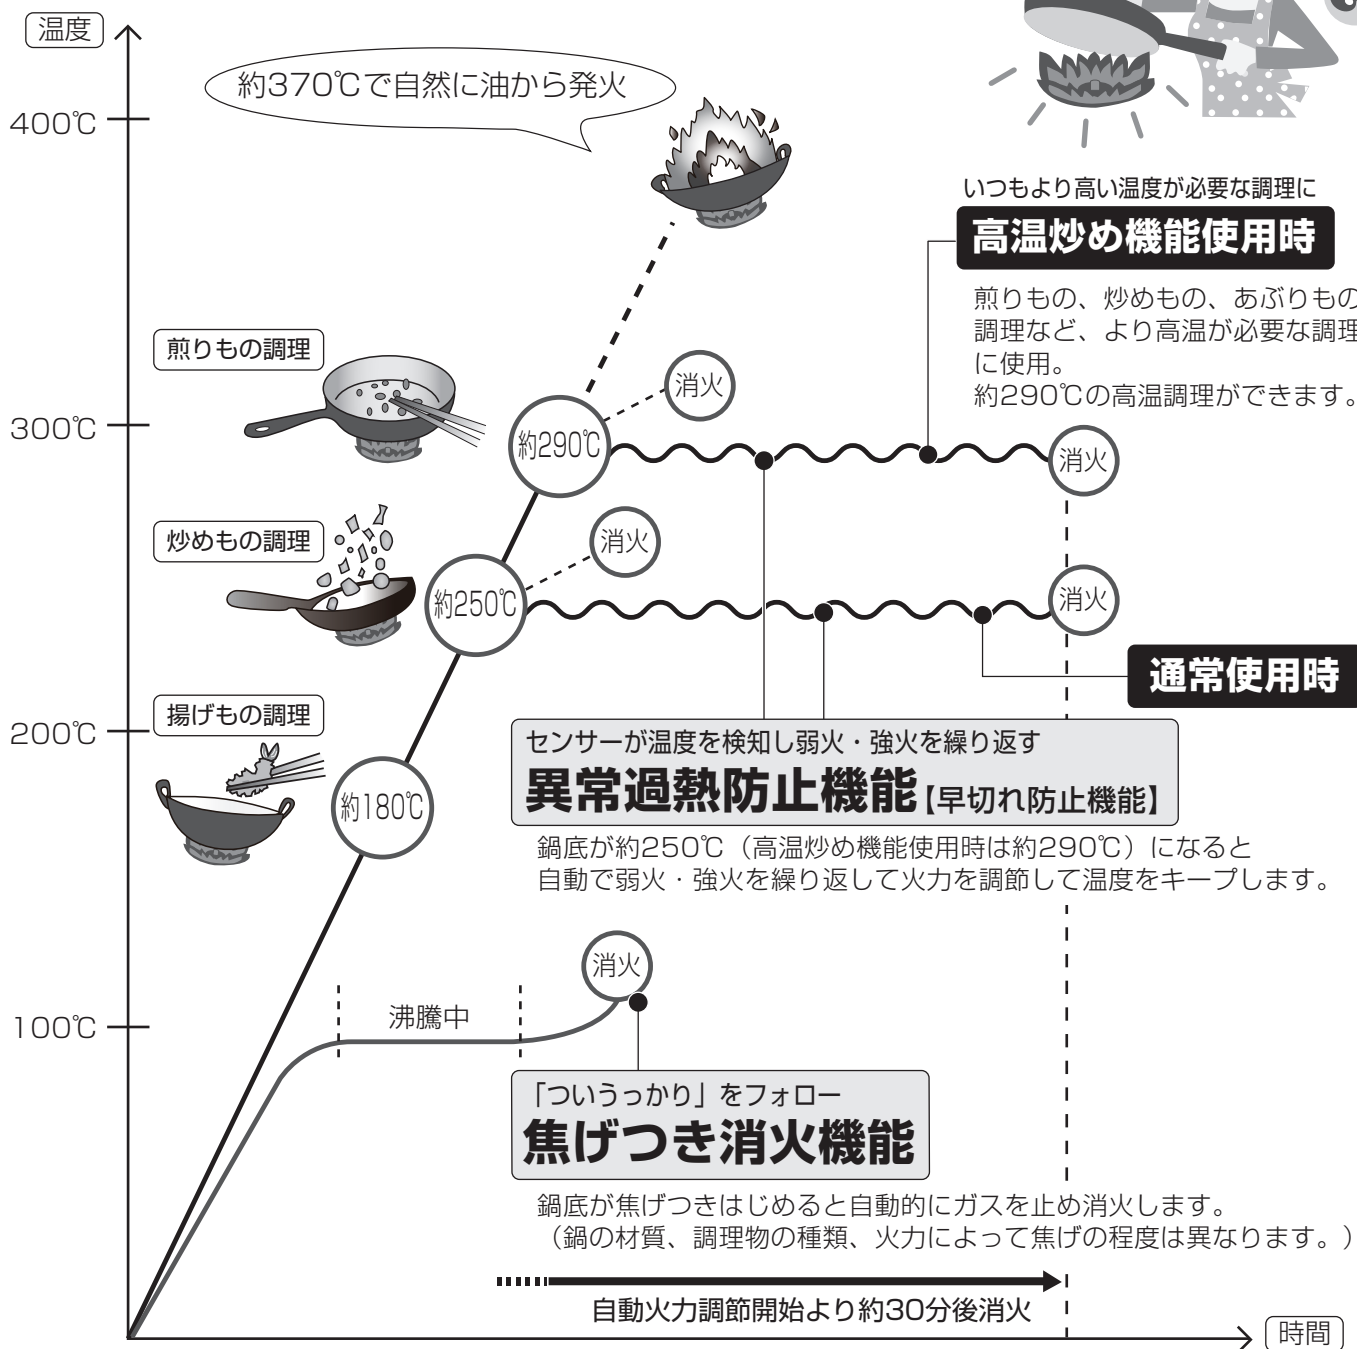 温度
約370℃で自然に油から発火
400℃
いつもより高い温度が必要な調理に
高温炒め機能使用時
煎りもの、炒めもの、あぶりもの
調理など、より高温が必要な調理
に使用。
約290℃の高温調理ができます。
煎りもの調理
消火
300℃
約290℃
消火
炒めもの調理
消火
約250℃
消火
通常使用時
揚げもの調理
200℃
約180℃
センサーが温度を検知し弱火・強火を繰り返す
異常過熱防止機能【早切れ防止機能】
鍋底が約250℃（高温炒め機能使用時は約290℃）になると
自動で弱火・強火を繰り返して火力を調節して温度をキープします。
消火
沸騰中
100℃
「ついうっかり」をフォロー
焦げつき消火機能
鍋底が焦げつきはじめると自動的にガスを止め消火します。
（鍋の材質、調理物の種類、火力によって焦げの程度は異なります。）
自動火力調節開始より約30分後消火
時間